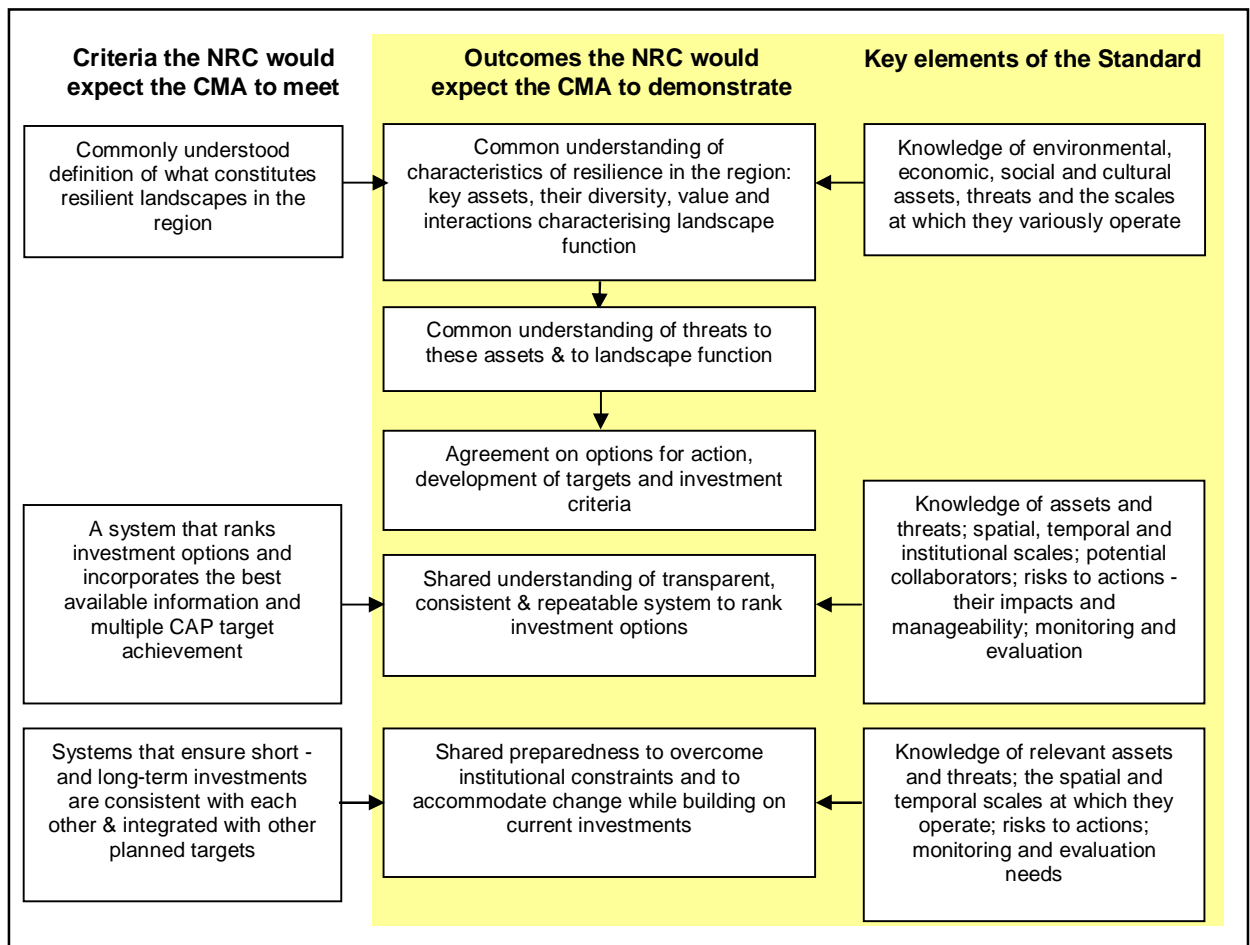 Criteria the NRC would
expect the CMA to meet
Outcomes the NRC would
expect the CMA to demonstrate
Key elements of the Standard
Commonly understood
definition of what constitutes
resilient landscapes in the
region
Common understanding of
characteristics of resilience in the region:
key assets, their diversity, value and
interactions characterising landscape
function
Knowledge of environmental,
economic, social and cultural
assets, threats and the scales
at which they variously operate
Common understanding of threats to
these assets & to landscape function
Agreement on options for action,
development of targets and investment
criteria
A system that ranks
investment options and
incorporates the best
available information and
multiple CAP target
achievement
Shared understanding of transparent,
consistent & repeatable system to rank
investment options
Knowledge of assets and
threats; spatial, temporal and
institutional scales; potential
collaborators; risks to actions -
their impacts and
manageability; monitoring and
evaluation
Systems that ensure short -
and long-term investments
are consistent with each
other & integrated with other
planned targets
Shared preparedness to overcome
institutional constraints and to
accommodate change while building on
current investments
Knowledge of relevant assets
and threats; the spatial and
temporal scales at which they
operate; risks to actions;
monitoring and evaluation
needs